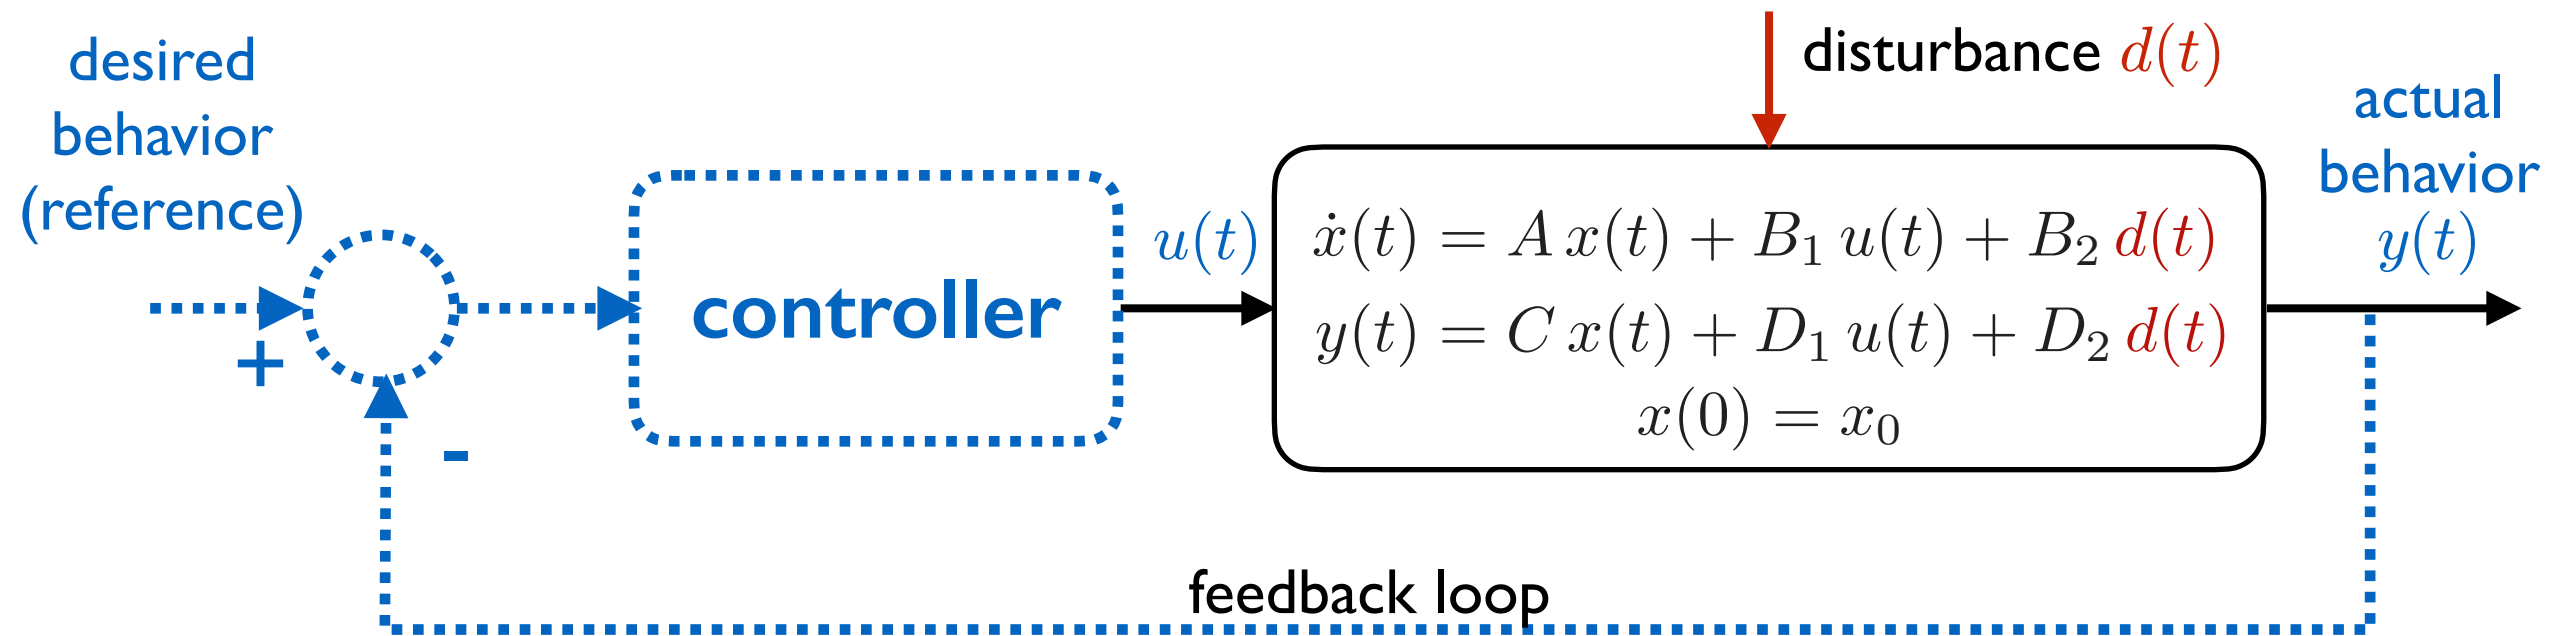 desired
behavior
(reference)
+
-
controller
u(t)
disturbance d(t)
ẋ(t) = A x(t) + B₁ u(t) + B₂ d(t)
y(t) = C x(t) + D₁ u(t) + D₂ d(t)
x(0) = x₀
actual
behavior
y(t)
feedback loop